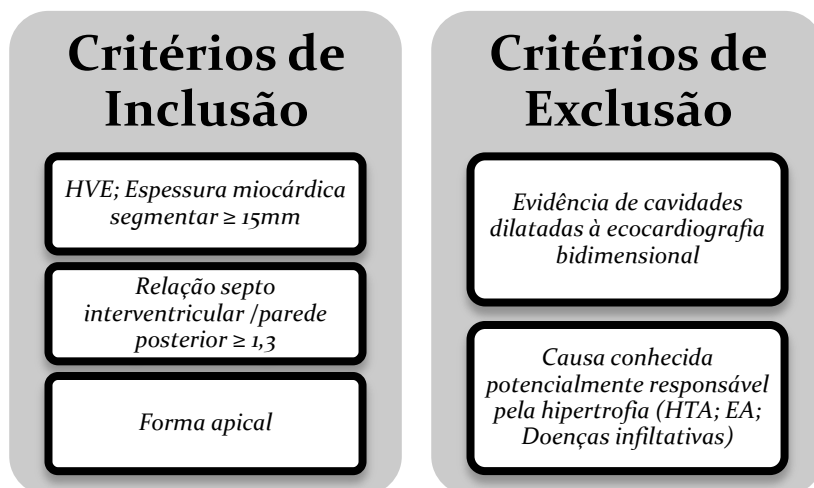 Critérios de
Inclusão
HVE; Espessura miocárdica
segmentar ≥ 15mm
Relação septo
interventricular /parede
posterior ≥ 1,3
Forma apical
Critérios de
Exclusão
Evidência de cavidades
dilatadas à ecocardiografia
bidimensional
Causa conhecida
potencialmente responsável
pela hipertrofia (HTA; EA;
Doenças infiltativas)